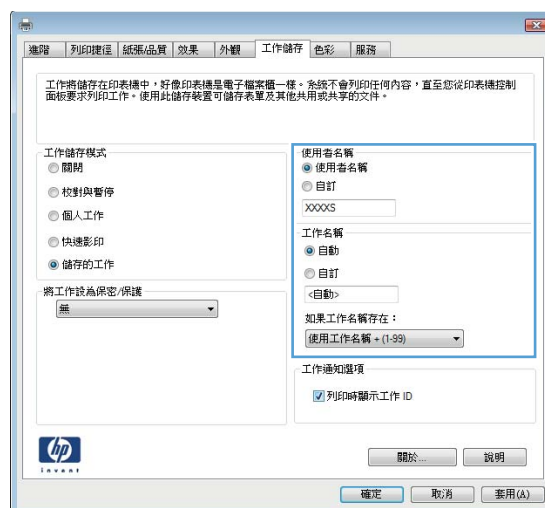 進階 列印捷徑 紙張/品質 效果 外觀 工作儲存 色彩 服務
工作將儲存在印表機中，好像印表機是電子檔案櫃一樣。系統不會列印任何內容，直至您從印表機控制
面板要求列印工作。使用此儲存裝置可儲存表單及其他共用或共享的文件。
工作儲存模式
關閉
校對與暫停
個人工作
快速影印
儲存的工作
將工作設為保密/保護
無
使用者名稱
使用者名稱
自訂
XXXXS
工作名稱
自動
自訂
<自動>
如果工作名稱存在：
使用工作名稱 + (1-99)
工作通知選項
列印時顯示工作 ID
hp
invent
關於...
說明
確定
取消
套用(A)